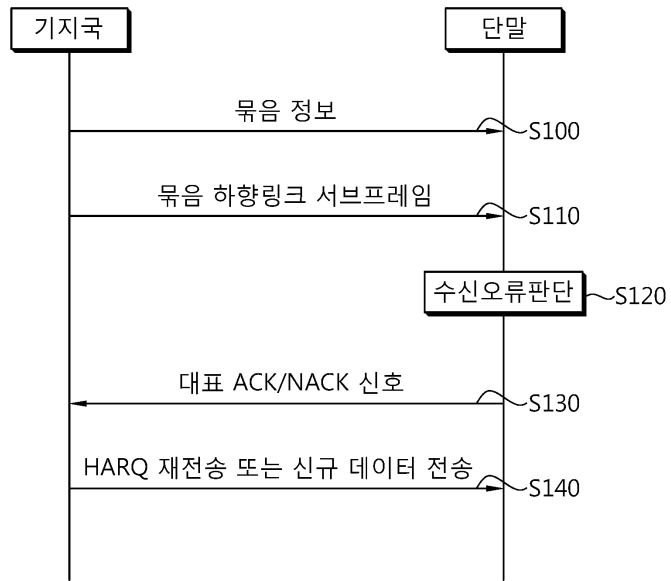 기지국
단말
묶음 정보
S100
묶음 하향링크 서브프레임
S110
수신오류판단
S120
대표 ACK/NACK 신호
S130
HARQ 재전송 또는 신규 데이터 전송
S140